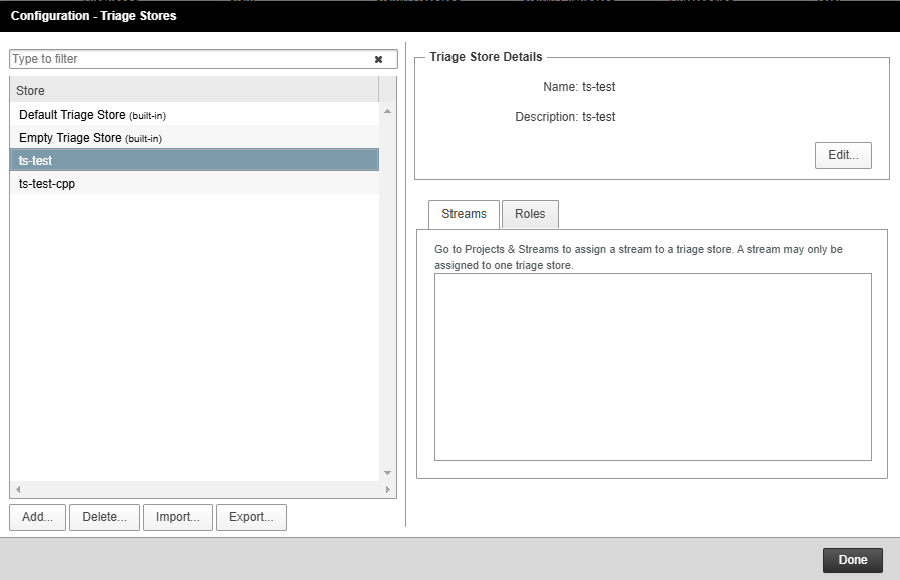 Configuration - Triage Stores
Type to filter
Store
Default Triage Store (built-in)
Empty Triage Store (built-in)
ts-test
ts-test-cpp
Add...
Delete...
Import...
Export...
Triage Store Details
Name: ts-test
Description: ts-test
Edit...
Streams
Roles
Go to Projects & Streams to assign a stream to a triage store. A stream may only be
assigned to one triage store.
Done